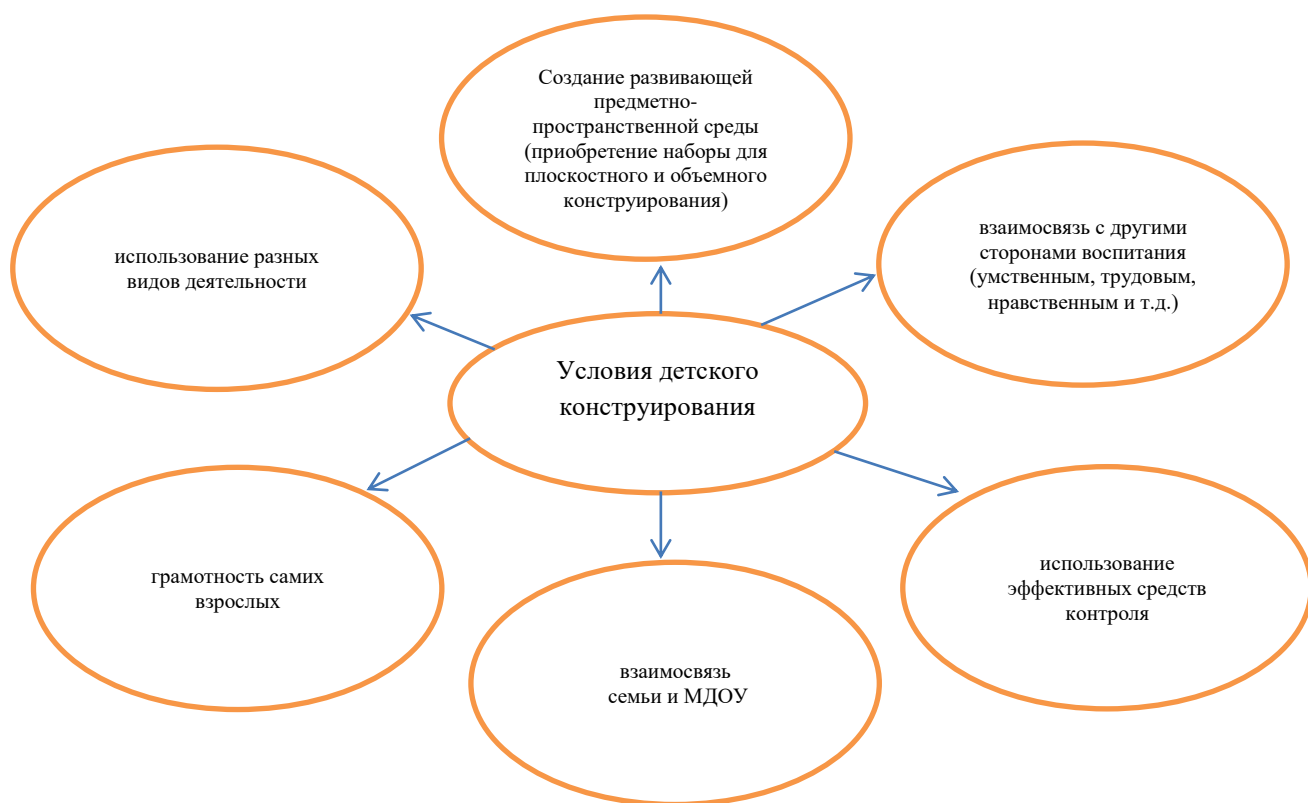 Создание развивающей
предметно-
пространственной среды
(приобретение наборы для
плоскостного и объемного
конструирования)
использование разных
видов деятельности
взаимосвязь с другими
сторонами воспитания
(умственным, трудовым,
нравственным и т.д.)
Условия детского
конструирования
грамотность самих
взрослых
использование
эффективных средств
контроля
взаимосвязь
семьи и МДОУ